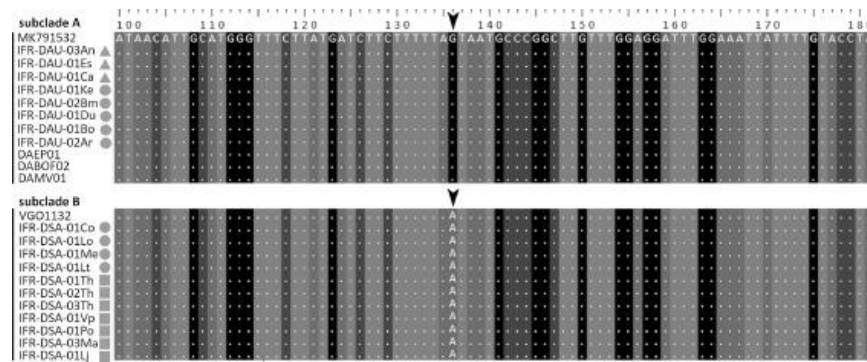 100 110 120 130 140 150 160 170 18
subclade A
MK791532 ATAACATTGCATGGGTTTCTTATGATCTTCTTTTTAGTAATGCCCGGCTTGTTTGGAGGATTTGGAAATTATTTTGTACCT
IFR-DAU-03An
IFR-DAU-01Es
IFR-DAU-01Ca
IFR-DAU-01Ke
IFR-DAU-02Bm
IFR-DAU-01Du
IFR-DAU-01Bo
IFR-DAU-02Ar
DAEP01
DABOF02
DAMV01
subclade B
VGO1132 A
IFR-DSA-01Co A
IFR-DSA-01Lo A
IFR-DSA-01Me A
IFR-DSA-01Lt A
IFR-DSA-01Th A
IFR-DSA-02Th A
IFR-DSA-03Th A
IFR-DSA-01Vp A
IFR-DSA-01Po A
IFR-DSA-03Ma A
IFR-DSA-01Lj A